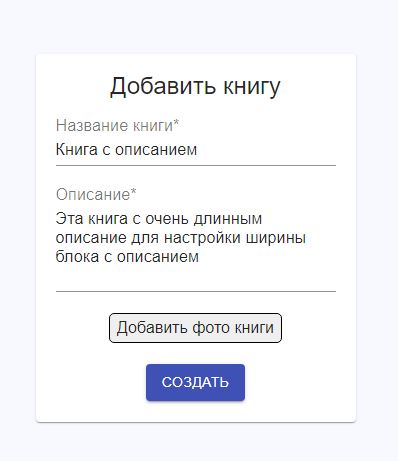 Добавить книгу
Название книги*
Книга с описанием
Описание*
Эта книга с очень длинным
описание для настройки ширины
блока с описанием
Добавить фото книги
СОЗДАТЬ